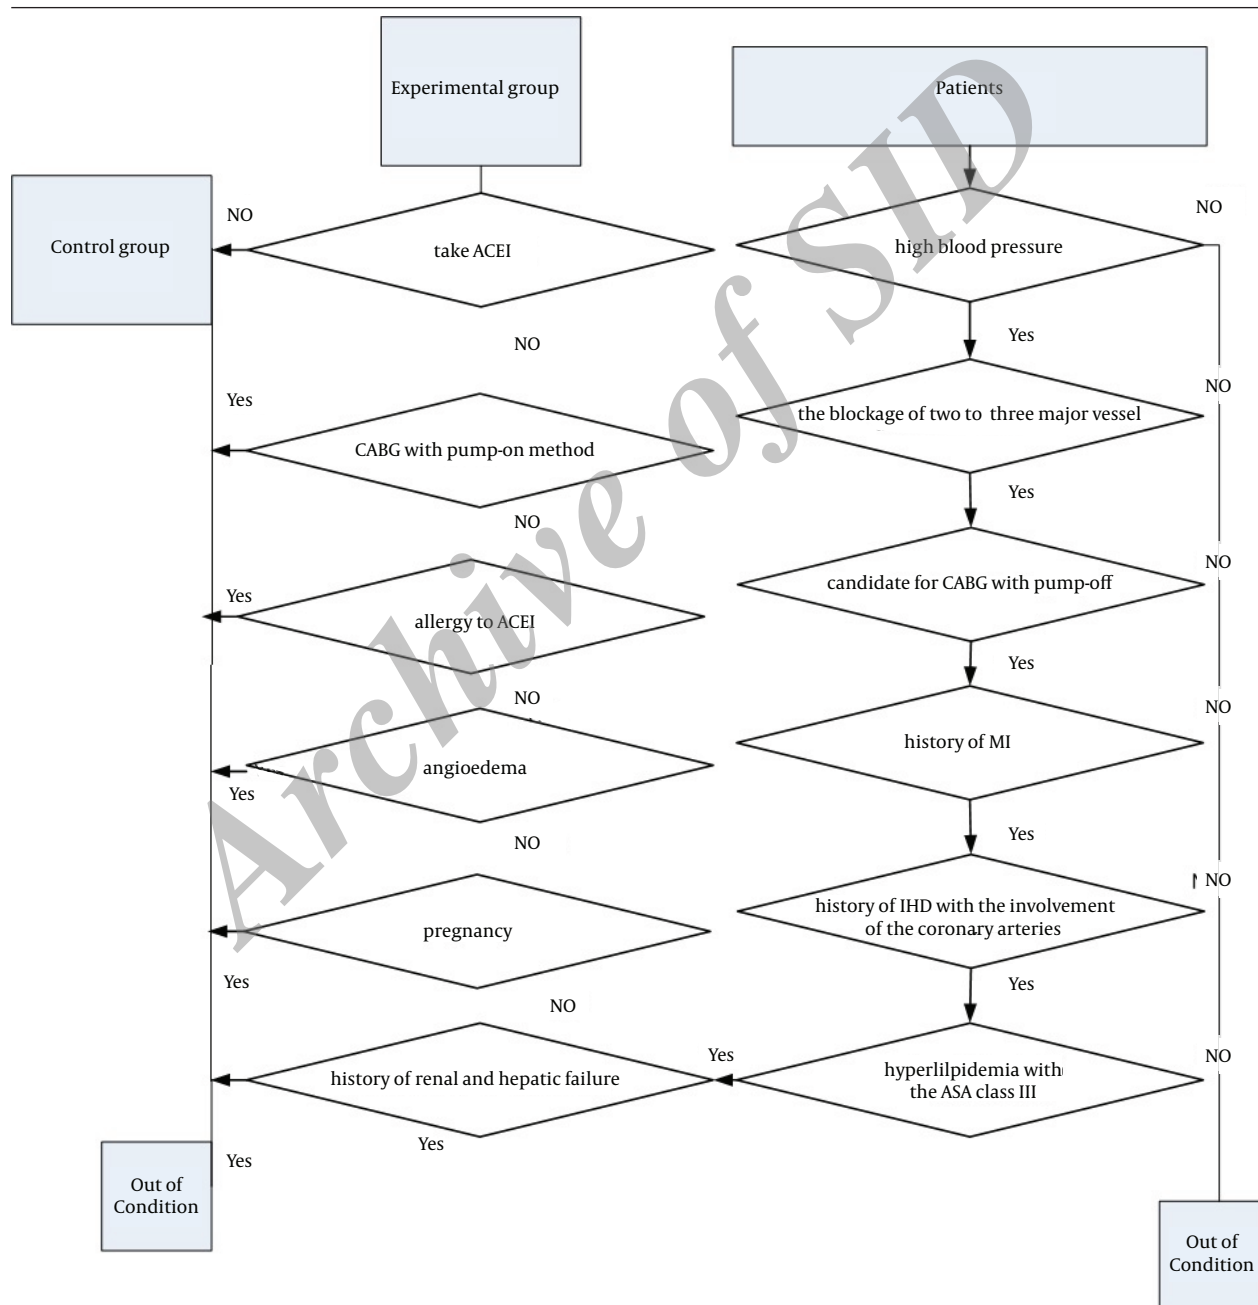 Experimental group
Patients
Control group
NO
take ACEI
high blood pressure
NO
NO
Yes
Yes
CABG with pump-on method
the blockage of two to three major vessel
NO
NO
Yes
Yes
allergy to ACEI
candidate for CABG with pump-off
NO
NO
Yes
angioedema
Yes
history of MI
NO
NO
Yes
pregnancy
Yes
history of IHD with the involvement
of the coronary arteries
NO
NO
Yes
history of renal and hepatic failure
Yes
Yes
hyperlilpidemia with
the ASA class III
NO
Yes
Out of
Condition
Out of
Condition
Archive of SID